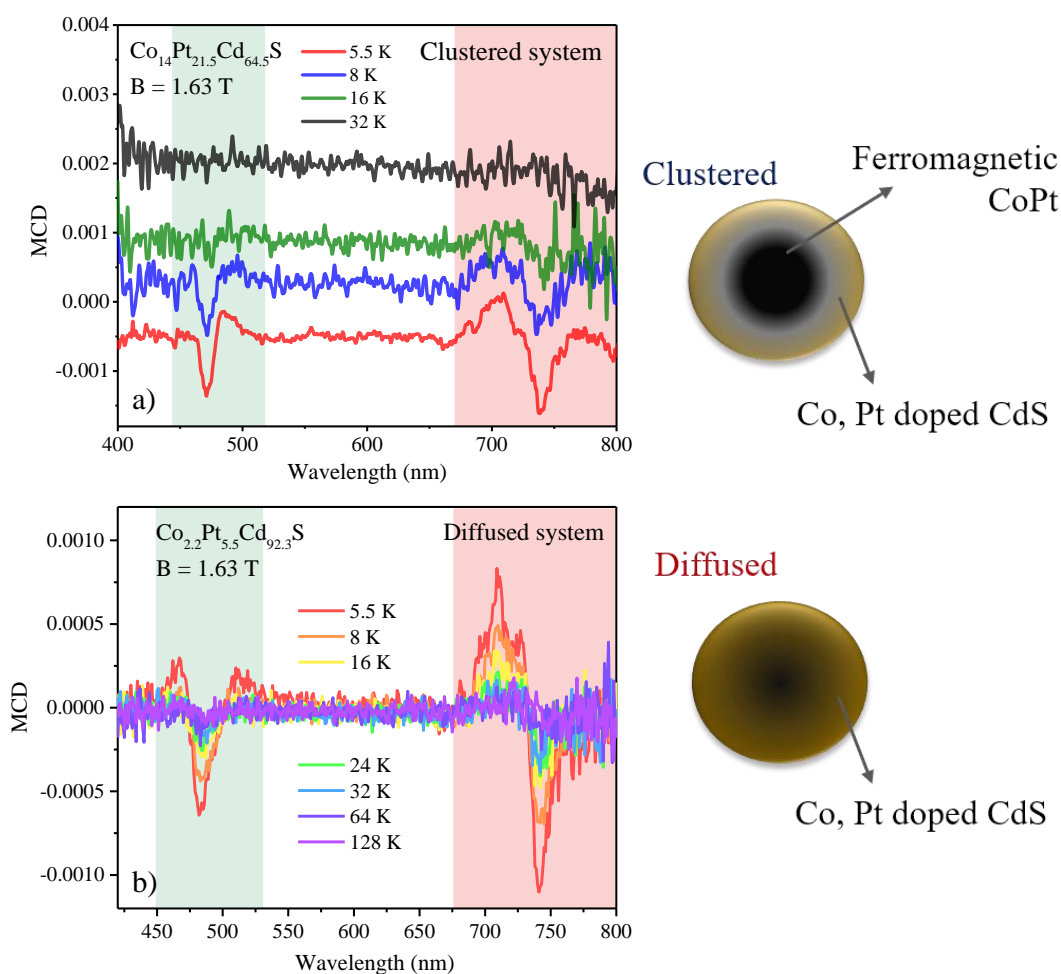 Co14Pt21.5Cd64.5S
B = 1.63 T
5.5 K
8 K
16 K
32 K
Clustered system
0.004
0.003
0.002
0.001
0.000
-0.001
MCD
a)
400
500
600
700
800
Wavelength (nm)
Clustered
Ferromagnetic
CoPt
Co, Pt doped CdS
Co2.2Pt5.5Cd92.3S
B = 1.63 T
Diffused system
5.5 K
8 K
16 K
24 K
32 K
64 K
128 K
0.0010
0.0005
0.0000
-0.0005
-0.0010
MCD
b)
450
500
550
600
650
700
750
800
Wavelength (nm)
Diffused
Co, Pt doped CdS